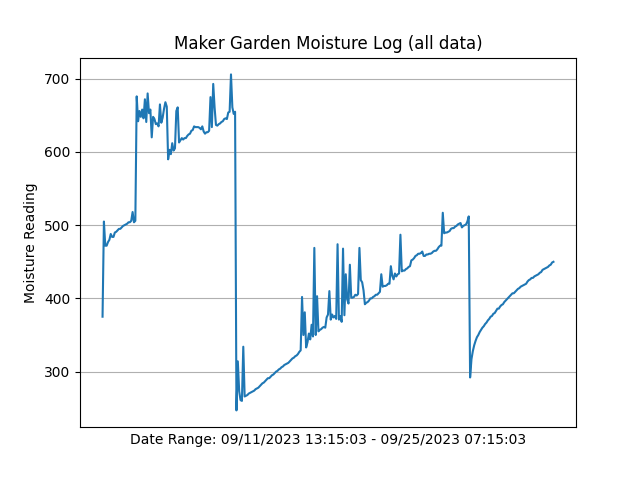 Maker Garden Moisture Log (all data)
700
600
500
400
300
Moisture Reading
Date Range: 09/11/2023 13:15:03 - 09/25/2023 07:15:03